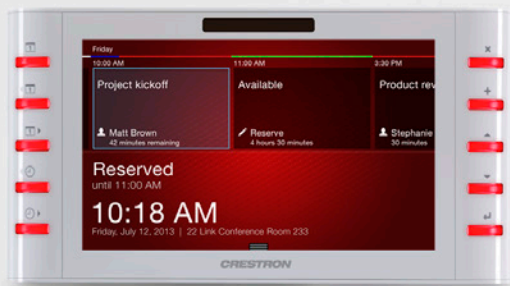 Friday
10:00 AM
11:00 AM
3:30 PM
Project kickoff
Available
Product rev
Matt Brown
42 minutes remaining
Reserve
4 hours 30 minutes
Stephanie
30 minutes
Reserved
until 11:00 AM
10:18 AM
Friday, July 12, 2013 | 22 Link Conference Room 233
CRESTRON